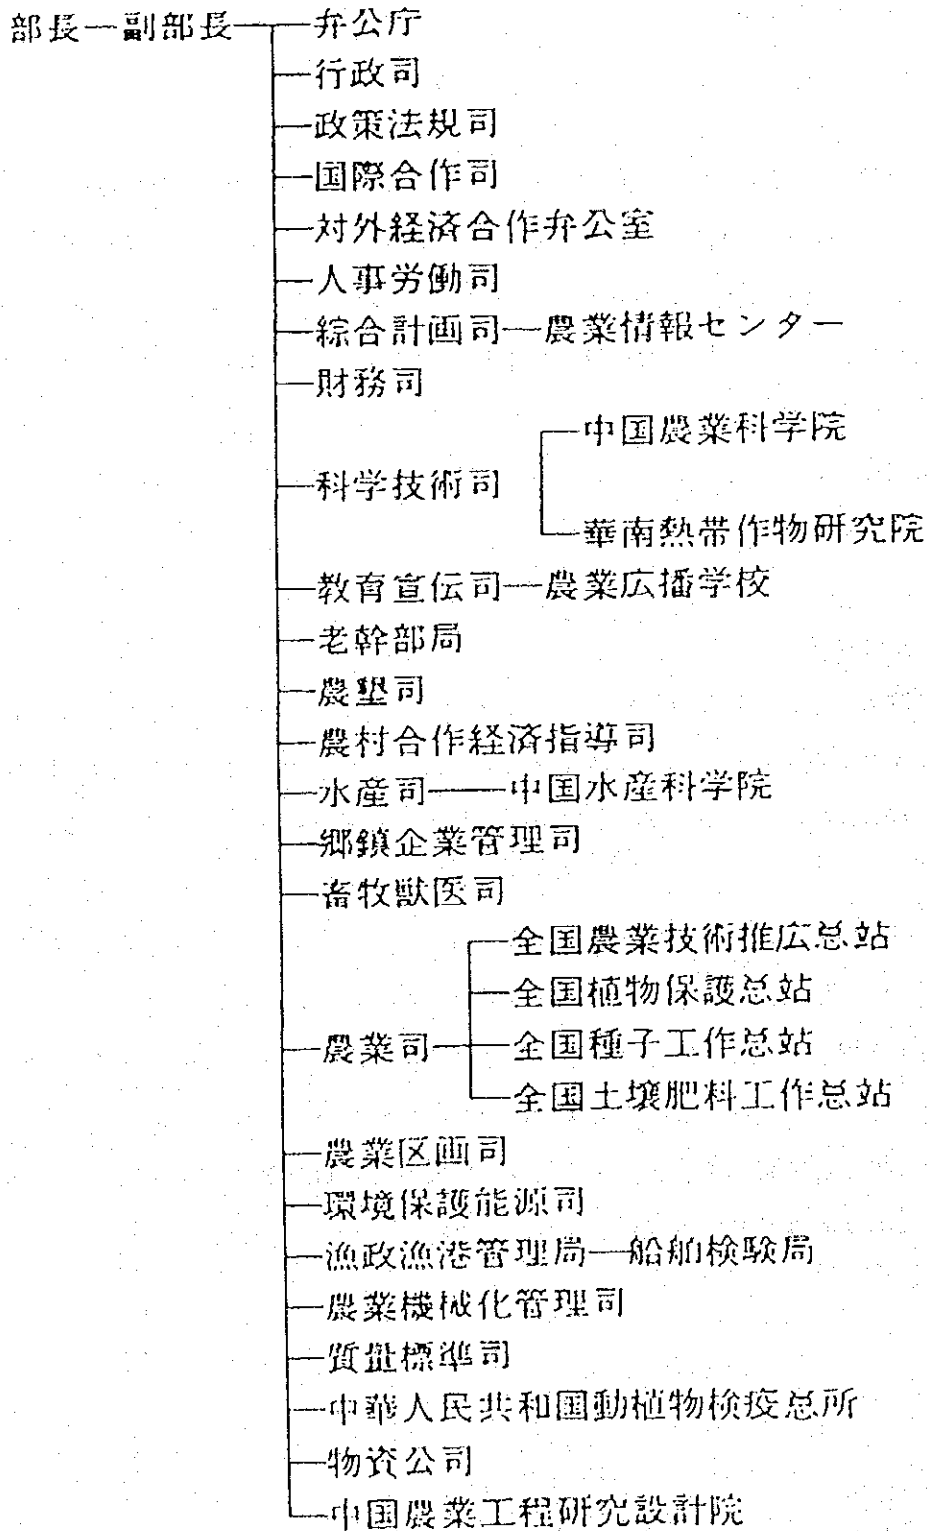 部長―副部長―弁公庁
行政司
政策法規司
国際合作司
対外経済合作弁公室
人事労働司
綜合計画司―農業情報センター
財務司
中国農業科学院
科学技術司
華南熱帯作物研究院
教育宣伝司―農業広播学校
老幹部局
農墾司
農村合作経済指導司
水産司――中国水産科学院
郷鎮企業管理司
畜牧獣医司
全国農業技術推広总站
全国植物保護总站
農業司―全国種子工作总站
全国土壌肥料工作总站
農業区画司
環境保護能源司
漁政漁港管理局―船舶検験局
農業機械化管理司
質量標準司
中華人民共和国動植物検疫总所
物資公司
中国農業工程研究設計院